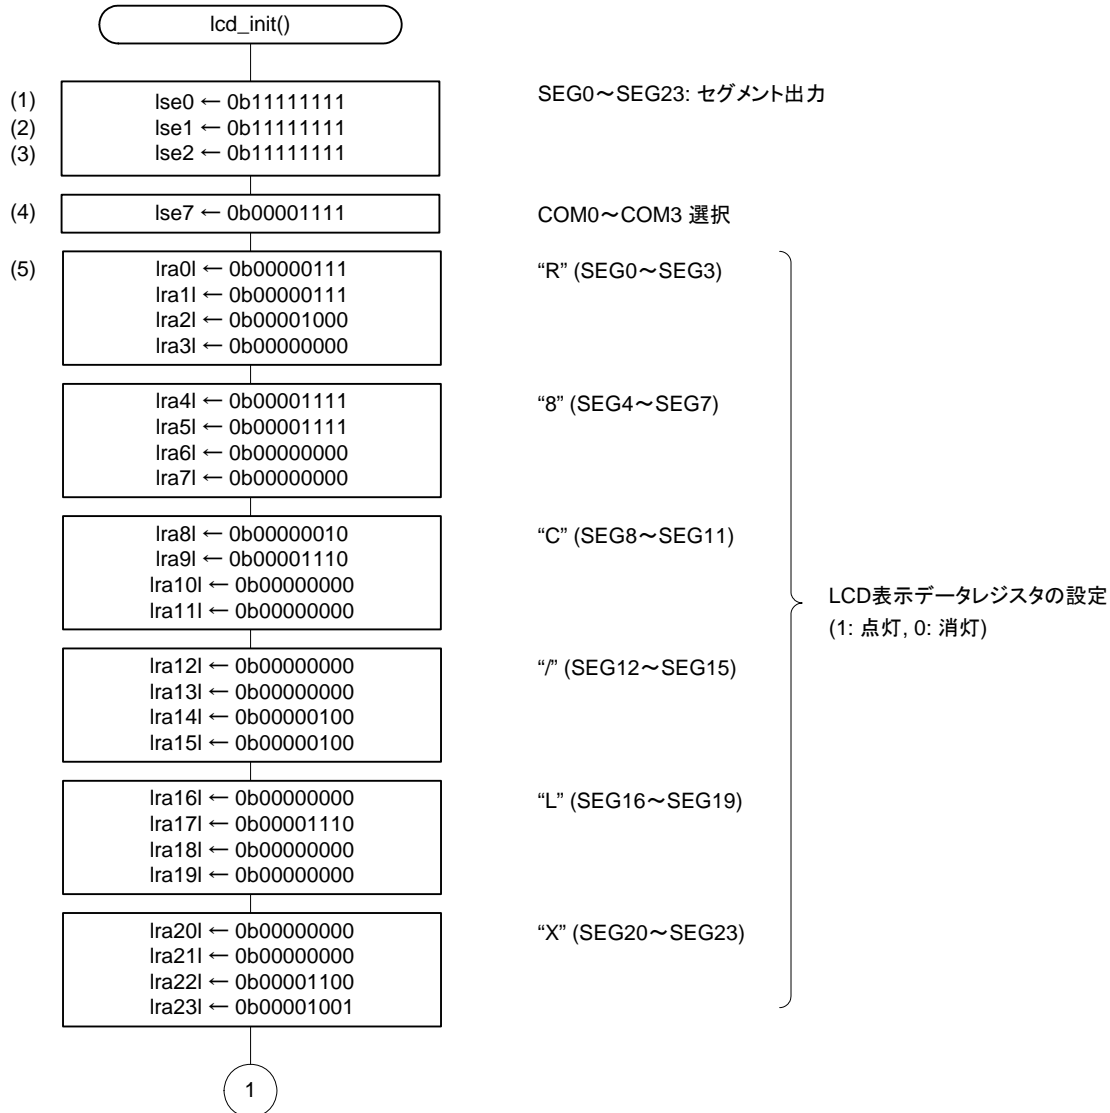 lcd_init()
(1) lse0 ← 0b11111111 SEG0～SEG23: セグメント出力
(2) lse1 ← 0b11111111
(3) lse2 ← 0b11111111
(4) lse7 ← 0b00001111 COM0～COM3 選択
(5) lra0l ← 0b00000111 “R” (SEG0～SEG3)
lra1l ← 0b00000111
lra2l ← 0b00001000
lra3l ← 0b00000000
lra4l ← 0b00001111 “8” (SEG4～SEG7)
lra5l ← 0b00001111
lra6l ← 0b00000000
lra7l ← 0b00000000
lra8l ← 0b00000010 “C” (SEG8～SEG11)
lra9l ← 0b00001110
lra10l ← 0b00000000
lra11l ← 0b00000000
LCD表示データレジスタの設定
(1: 点灯, 0: 消灯)
lra12l ← 0b00000000 “/” (SEG12～SEG15)
lra13l ← 0b00000000
lra14l ← 0b00000100
lra15l ← 0b00000100
lra16l ← 0b00000000 “L” (SEG16～SEG19)
lra17l ← 0b00001110
lra18l ← 0b00000000
lra19l ← 0b00000000
lra20l ← 0b00000000 “X” (SEG20～SEG23)
lra21l ← 0b00000000
lra22l ← 0b00001100
lra23l ← 0b00001001
1